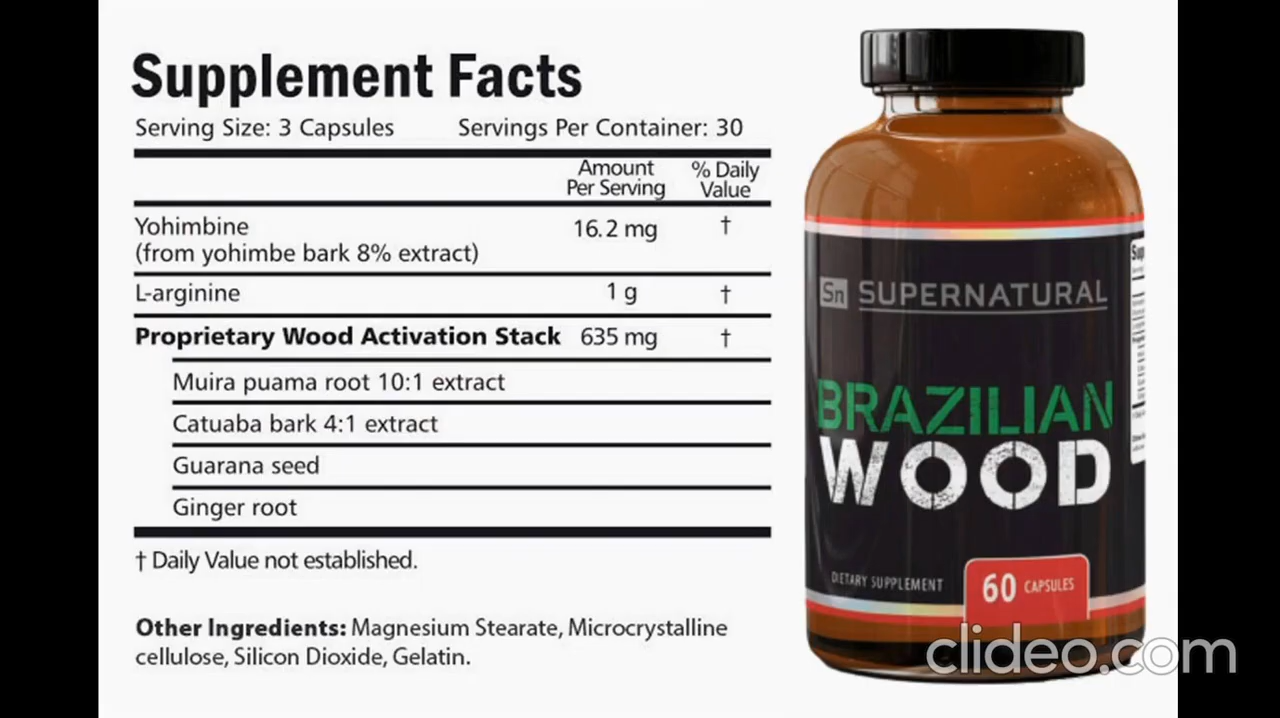 Supplement Facts
Serving Size: 3 Capsules Servings Per Container: 30
Amount Per Serving
% Daily Value
Yohimbine 16.2 mg †
(from yohimbe bark 8% extract)
L-arginine 1 g †
Proprietary Wood Activation Stack 635 mg †
Muira puama root 10:1 extract
Catuaba bark 4:1 extract
Guarana seed
Ginger root
† Daily Value not established.
Other Ingredients: Magnesium Stearate, Microcrystalline
cellulose, Silicon Dioxide, Gelatin.
Sn SUPERNATURAL
BRAZILIAN
WOOD
DIETARY SUPPLEMENT
60 CAPSULES
clideo.com